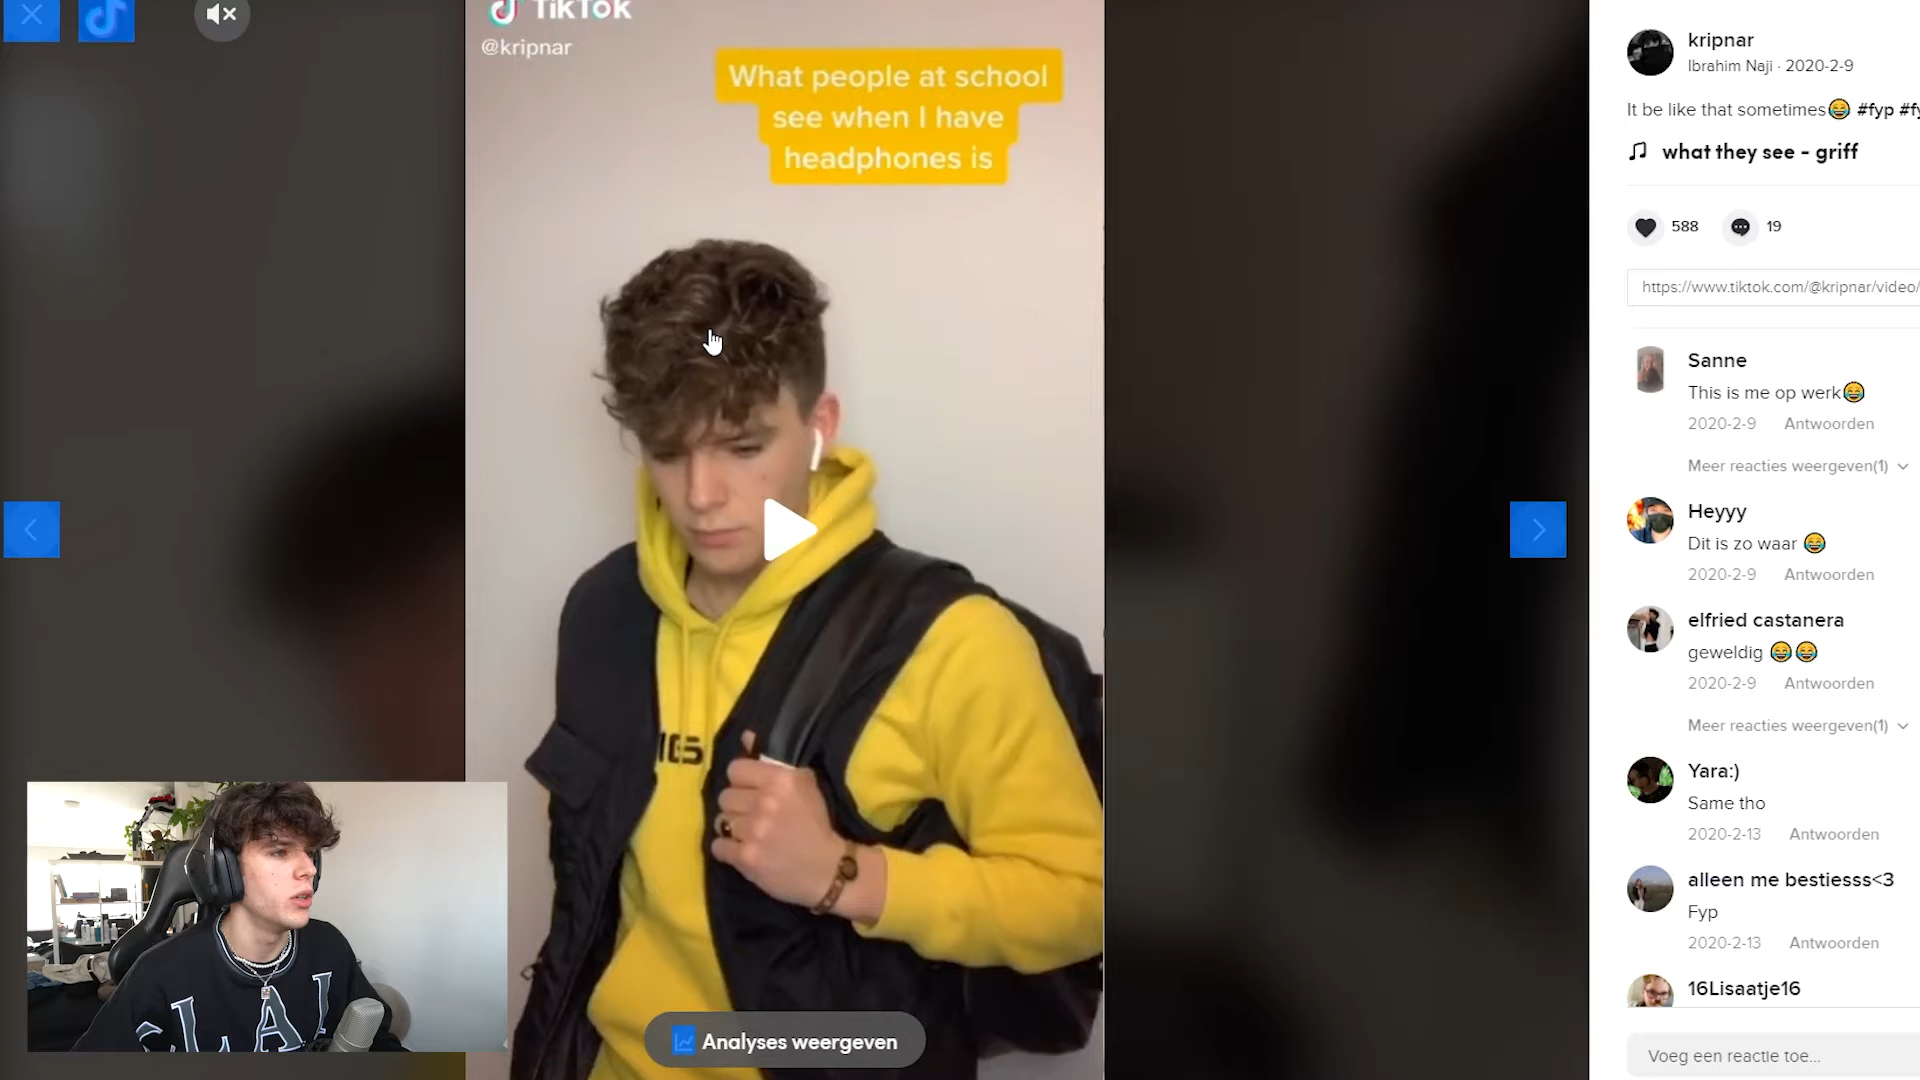 TikTok
@kripnar
What people at school
see when I have
headphones is
Analyses weergeven
kripnar
Ibrahim Naji · 2020-2-9
It be like that sometimes😂 #fyp #fy
what they see - griff
588
19
https://www.tiktok.com/@kripnar/video/
Sanne
This is me op werk😂
2020-2-9 Antwoorden
Meer reacties weergeven(1)
Heyyy
Dit is zo waar 😂
2020-2-9 Antwoorden
elfried castanera
geweldig 😂😂
2020-2-9 Antwoorden
Meer reacties weergeven(1)
Yara:)
Same tho
2020-2-13 Antwoorden
alleen me bestiesss<3
Fyp
2020-2-13 Antwoorden
16Lisaatje16
Voeg een reactie toe...